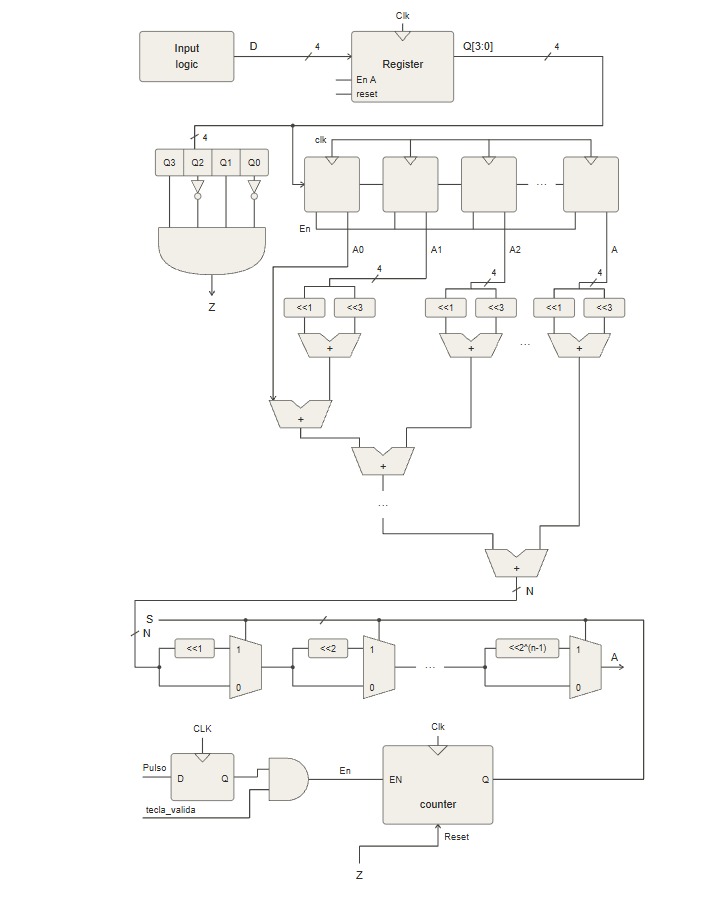 Clk
Input
logic
D
4
Register
En A
reset
Q[3:0]
4
4
clk
Q3 Q2 Q1 Q0
...
En
A0
A1
A2
A
4
4
4
Z
<<1
<<3
<<1
<<3
<<1
<<3
+
+
...
+
+
+
...
+
N
S
N
<<1
1
0
<<2
1
0
...
<<2^(n-1)
1
0
A
CLK
Clk
Pulso
D
Q
En
EN
Q
counter
tecla_valida
Reset
Z